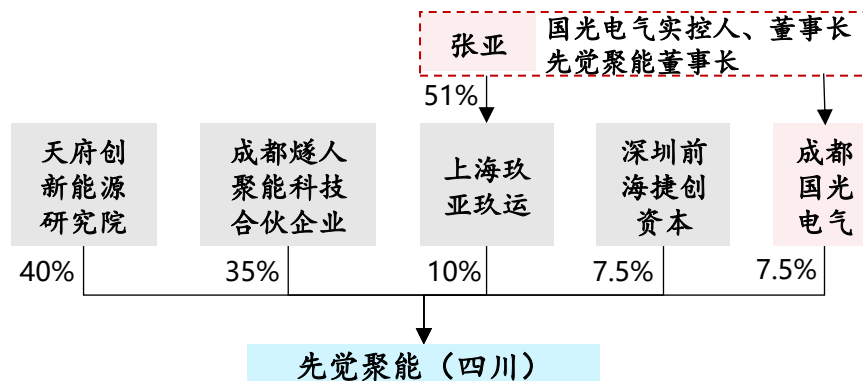 张亚
国光电气实控人、董事长
先觉聚能董事长
51%
天府创
新能源
研究院
成都燧人
聚能科技
合伙企业
上海玖
亚玖运
深圳前
海捷创
资本
成都
国光
电气
40%
35%
10%
7.5%
7.5%
先觉聚能（四川）